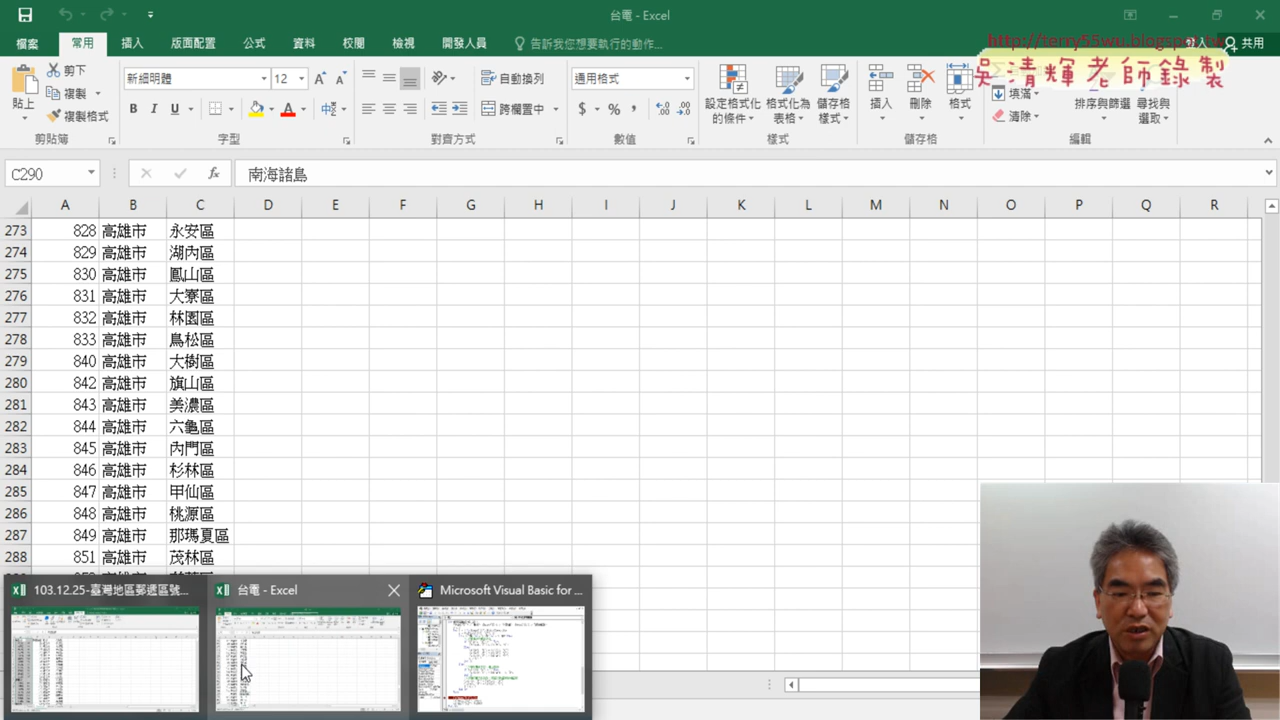 台電 - Excel
檔案 常用 插入 版面配置 公式 資料 校閱 檢視 開發人員 告訴我您想要執行的動作... 共用
http://terry55wu.blogspot.tw
吳清輝老師錄製
貼上 剪下 複製 複製格式 剪貼簿
新細明體 12 B I U A 字型
自動換列 跨欄置中 對齊方式
通用格式 $ % 數值
設定格式化的條件 格式化為表格 儲存格樣式 樣式
插入 刪除 格式 儲存格
填滿 清除 排序與篩選 尋找與選取 編輯
C290 fx 南海諸島
A B C D E F G H I J K L M N O P Q R
273 828 高雄市 永安區
274 829 高雄市 湖內區
275 830 高雄市 鳳山區
276 831 高雄市 大寮區
277 832 高雄市 林園區
278 833 高雄市 鳥松區
279 840 高雄市 大樹區
280 842 高雄市 旗山區
281 843 高雄市 美濃區
282 844 高雄市 六龜區
283 845 高雄市 內門區
284 846 高雄市 杉林區
285 847 高雄市 甲仙區
286 848 高雄市 桃源區
287 849 高雄市 那瑪夏區
288 851 高雄市 茂林區
103.12.25-臺灣地區郵遞區號... 台電 - Excel Microsoft Visual Basic for ...